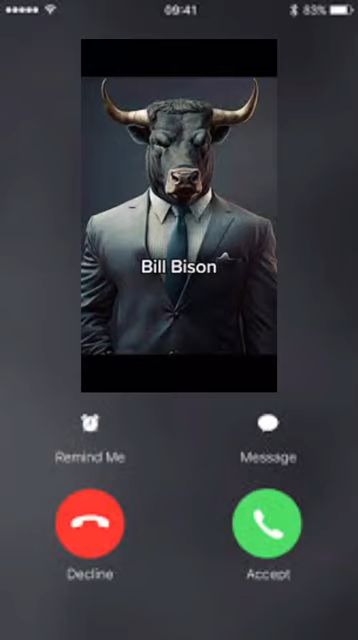 09:41
83%
Bill Bison
Remind Me
Message
Decline
Accept